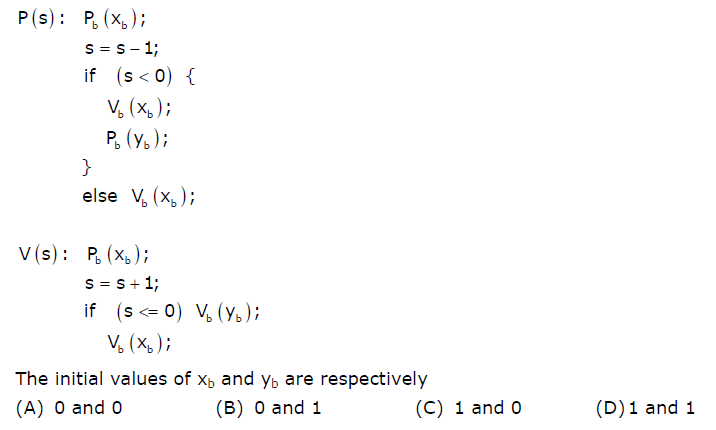 P(s): P_b(x_b);
s = s – 1;
if (s < 0) {
V_b(x_b);
P_b(y_b);
}
else V_b(x_b);
V(s): P_b(x_b);
s = s + 1;
if (s <= 0) V_b(y_b);
V_b(x_b);
The initial values of x_b and y_b are respectively
(A) 0 and 0 (B) 0 and 1 (C) 1 and 0 (D) 1 and 1